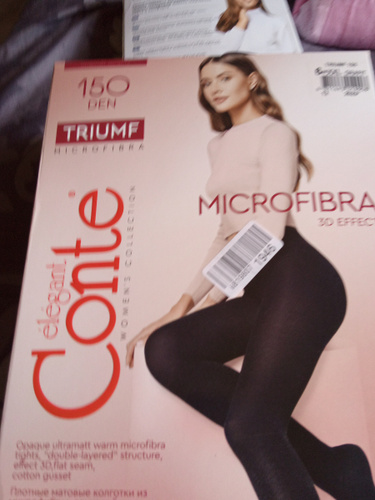 150
DEN
TRIUMF
MICROFIBRA
MICROFIBRA
3D EFFECT
elegant
Conte®
WOMEN'S COLLECTION
1945
Opaque ultramatt warm microfibra
tights, "double-layered" structure,
effect 3D, flat seam,
cotton gusset
Плотные матовые колготки из